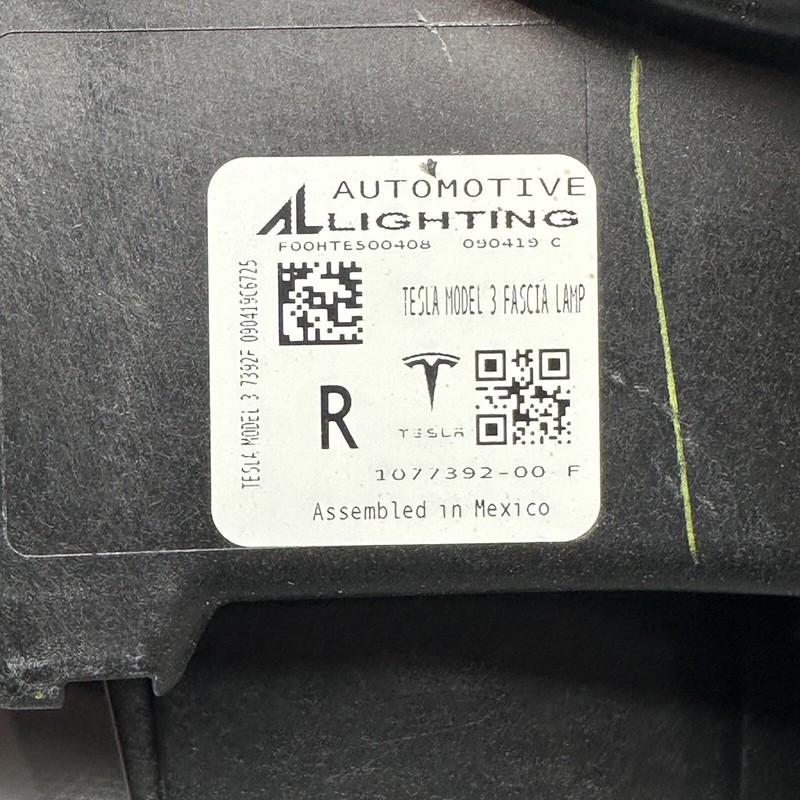 AUTOMOTIVE
AL LIGHTING
F00HTE500408 090419 C
TESLA MODEL 3 FASCIA LAMP
TESLA MODEL 3 7392F 090419C6725
R
TESLA
1077392-00 F
Assembled in Mexico